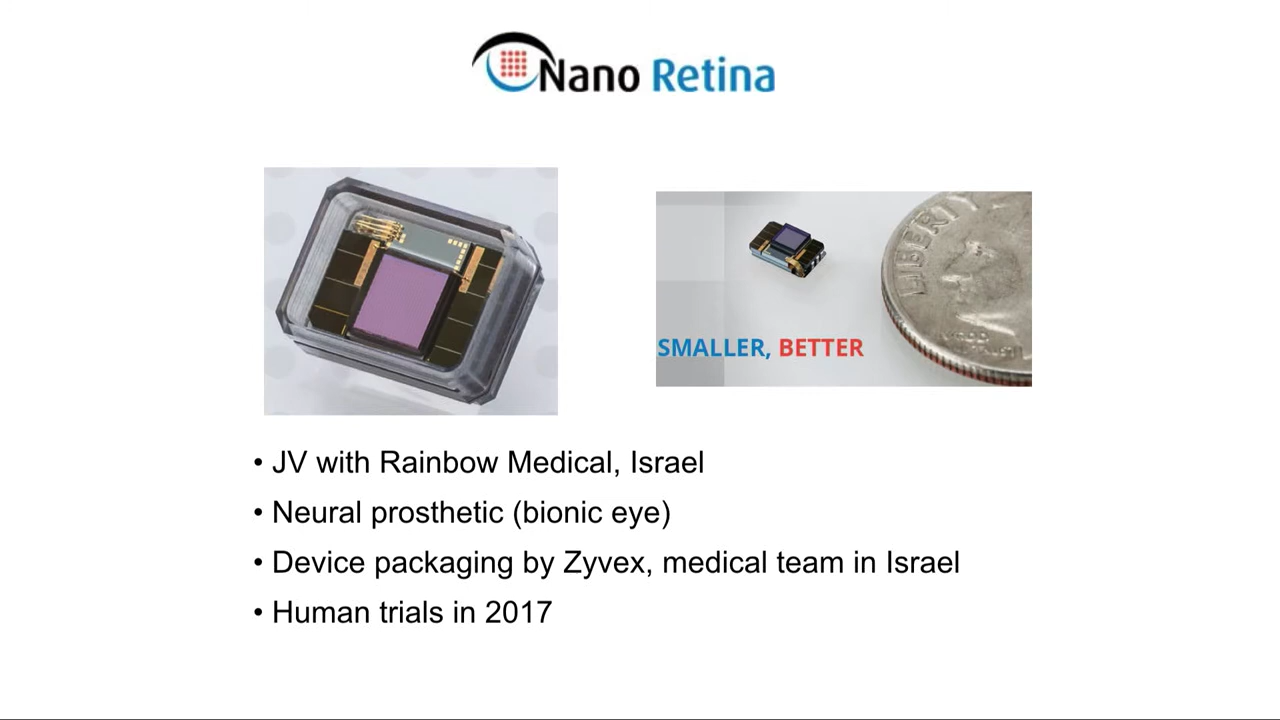 Nano Retina
LIBERTY
SMALLER, BETTER
• JV with Rainbow Medical, Israel
• Neural prosthetic (bionic eye)
• Device packaging by Zyvex, medical team in Israel
• Human trials in 2017